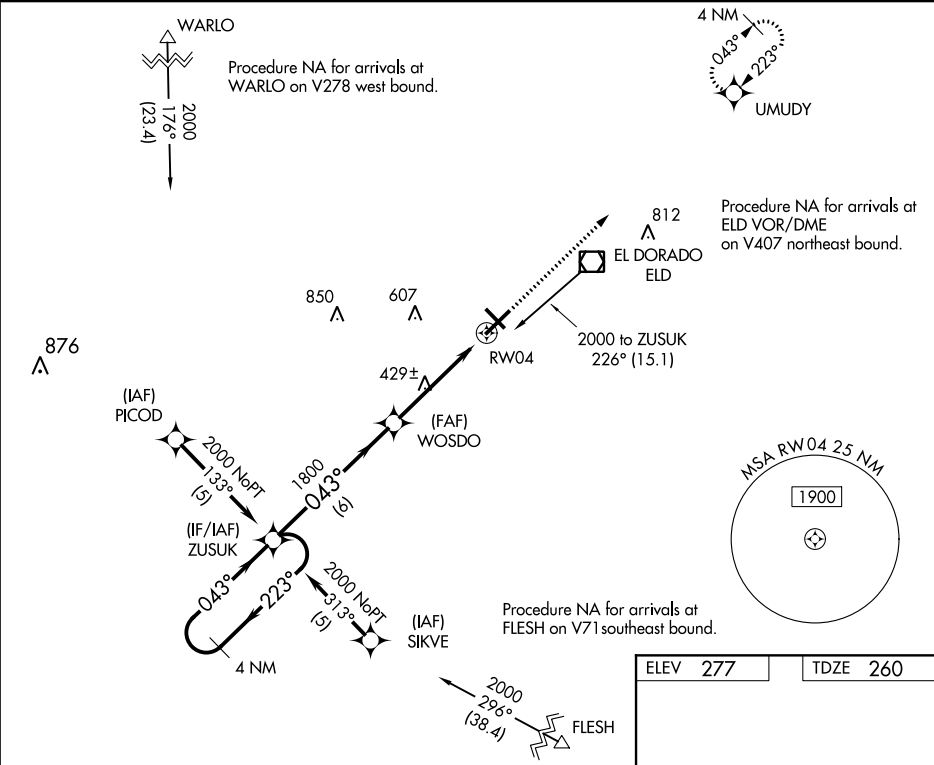 WARLO
Procedure NA for arrivals at
WARLO on V278 west bound.
2000
176°
(23.4)
4 NM
043°
223°
UMUDY
Procedure NA for arrivals at
ELD VOR/DME
on V407 northeast bound.
812
EL DORADO
ELD
850
607
2000 to ZUSUK
226° (15.1)
RW04
876
429±
(IAF)
PICOD
(FAF)
WOSDO
2000 NoPT
133°
(5)
1800
043°
(6)
MSA RW04 25 NM
1900
(IF/IAF)
ZUSUK
043°
223°
4 NM
2000 NoPT
313°
(5)
(IAF)
SIKVE
Procedure NA for arrivals at
FLESH on V71southeast bound.
2000
296°
(38.4)
FLESH
ELEV 277
TDZE 260